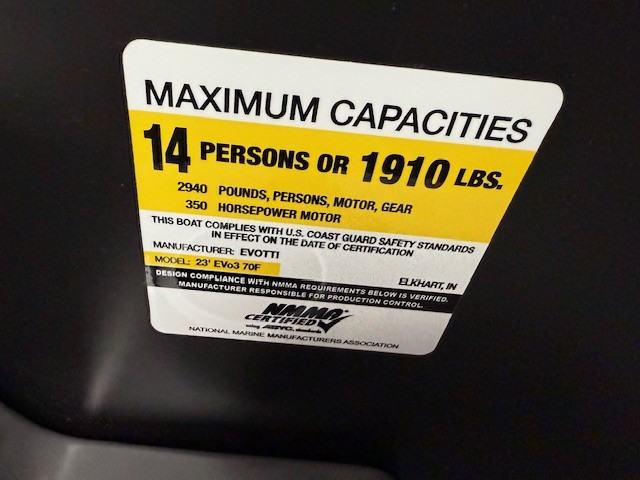 MAXIMUM CAPACITIES
14 PERSONS OR 1910 LBS.
2940 POUNDS, PERSONS, MOTOR, GEAR
350 HORSEPOWER MOTOR
THIS BOAT COMPLIES WITH U.S. COAST GUARD SAFETY STANDARDS
IN EFFECT ON THE DATE OF CERTIFICATION
MANUFACTURER: EVOTTI
MODEL: 23' EVo3 70F ELKHART, IN
DESIGN COMPLIANCE WITH NMMA REQUIREMENTS BELOW IS VERIFIED.
MANUFACTURER RESPONSIBLE FOR PRODUCTION CONTROL.
NMMA
CERTIFIED
using ABYC standards
NATIONAL MARINE MANUFACTURERS ASSOCIATION